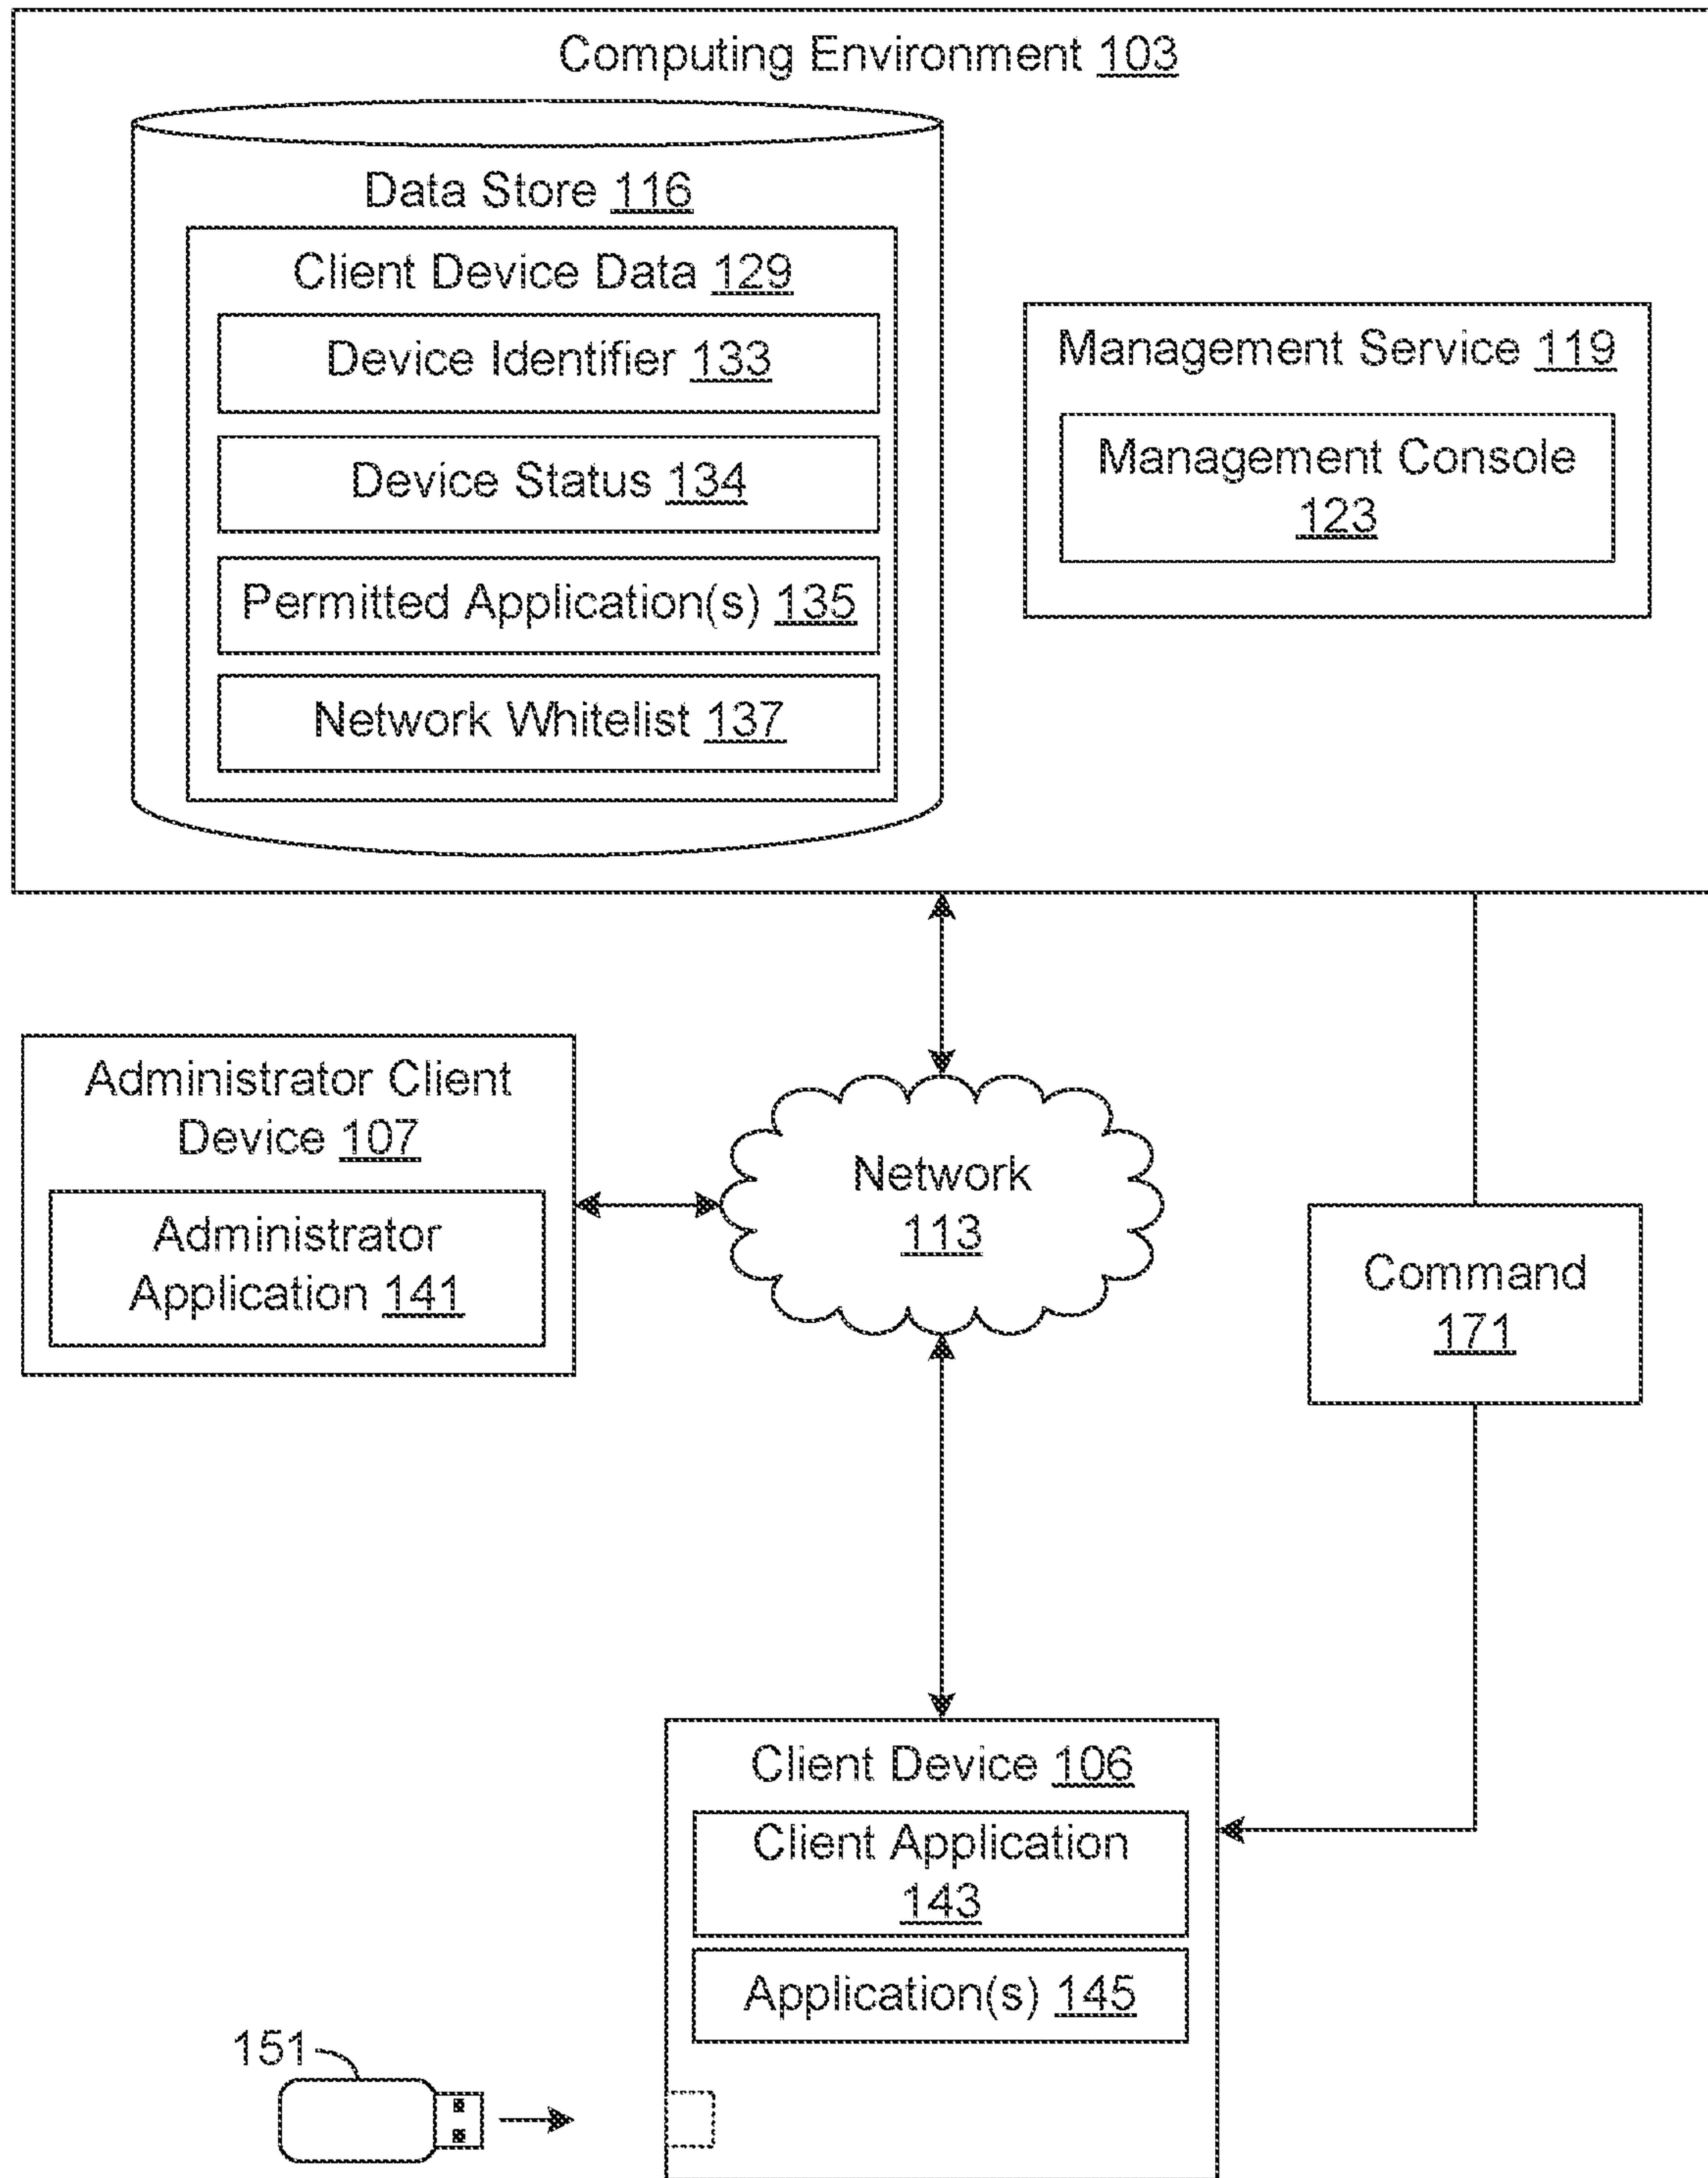 Computing Environment 103
Data Store 116
Client Device Data 129
Device Identifier 133
Device Status 134
Permitted Application(s) 135
Network Whitelist 137
Management Service 119
Management Console
123
Administrator Client
Device 107
Administrator
Application 141
Network
113
Command
171
Client Device 106
Client Application
143
Application(s) 145
151